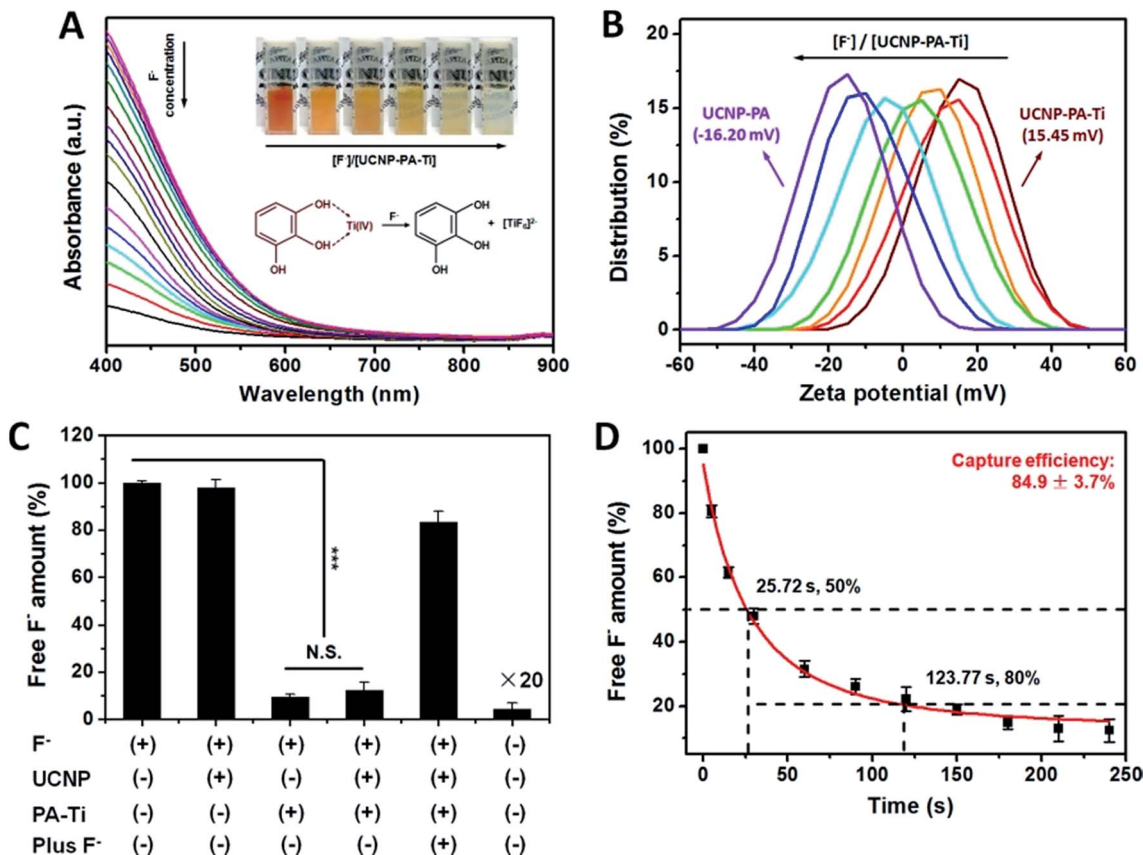 A
F-
concentration
[F-]/[UCNP-PA-Ti]
OH
OH
OH
Ti(IV)
F-
OH
OH
OH
+ [TiF6]2-
Absorbance (a.u.)
400 500 600 700 800 900
Wavelength (nm)
B
[F-] / [UCNP-PA-Ti]
UCNP-PA
(-16.20 mV)
UCNP-PA-Ti
(15.45 mV)
Distribution (%)
20
15
10
5
0
-60 -40 -20 0 20 40 60
Zeta potential (mV)
C
Free F- amount (%)
120
100
80
60
40
20
0
***
N.S.
×20
F- (+) (+) (+) (+) (+) (-)
UCNP (-) (+) (-) (+) (+) (-)
PA-Ti (-) (-) (+) (+) (+) (-)
Plus F- (-) (-) (-) (-) (+) (-)
D
Capture efficiency:
84.9 ± 3.7%
Free F- amount (%)
100
80
60
40
20
25.72 s, 50%
123.77 s, 80%
0 50 100 150 200 250
Time (s)